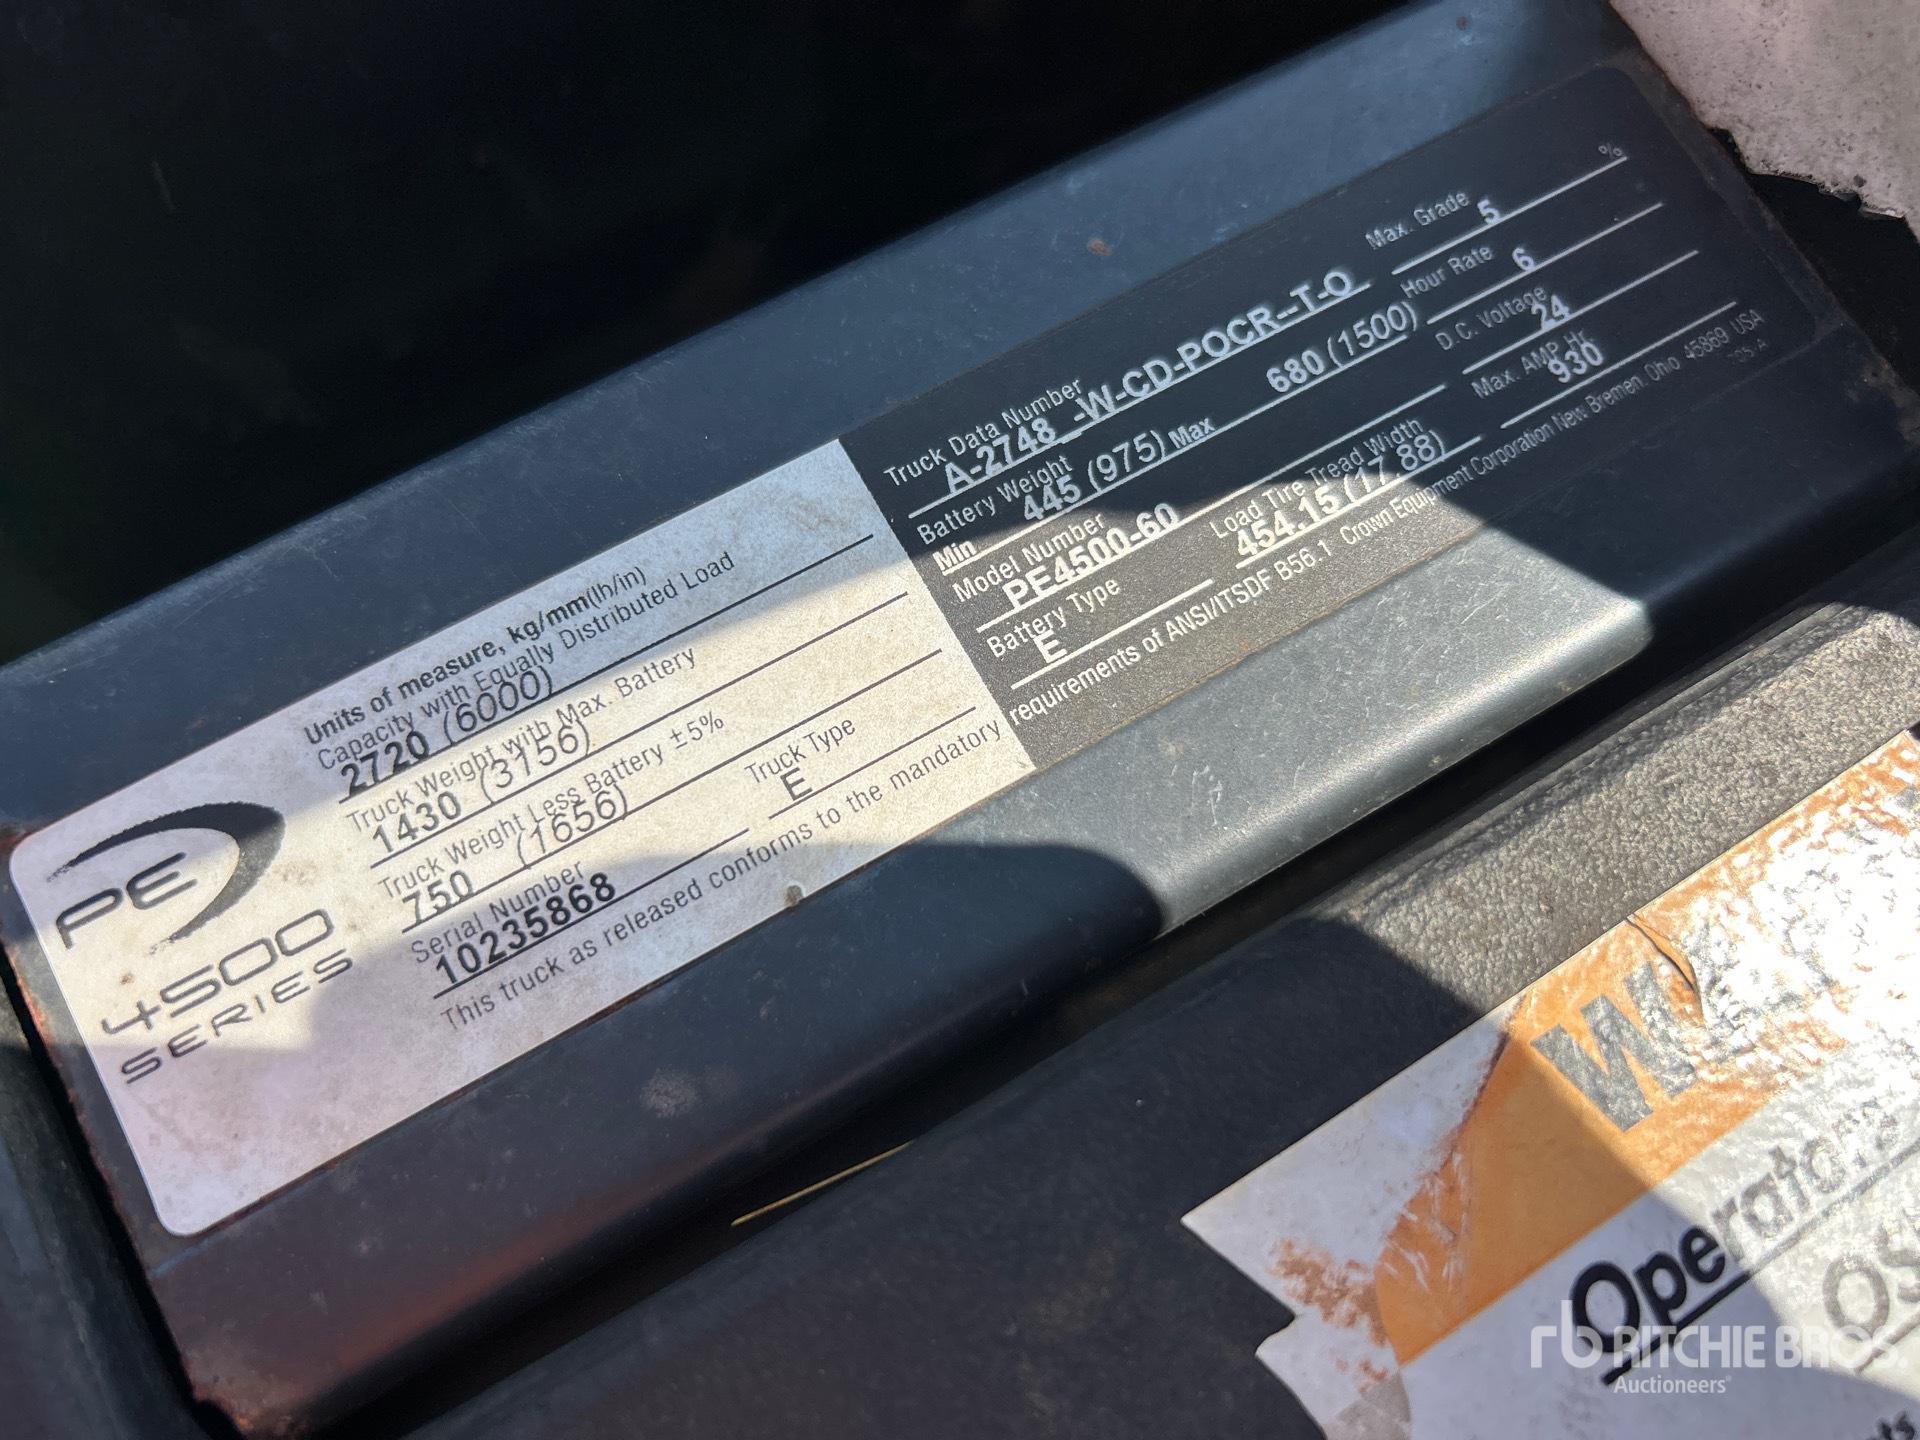 PE
4500
SERIES
Units of measure, kg/mm(lb/in)
Capacity with Equally Distributed Load
2720 (6000)
Truck Weight with Max. Battery
1430 (3156)
Truck Weight Less Battery ±5%
750 (1656)
Serial Number
10235868
Truck Type
E
This truck as released conforms to the mandatory
Truck Data Number
A-2748_-W-CD-POCR--T-O
Max. Grade
5 %
Battery Weight
Min 445 (975) Max 680 (1500)
Hour Rate
6
Model Number
PE4500-60
Load Tire Tread Width
454.15(17.88)
D.C. Voltage
24
Battery Type
E
Max. AMP Hr.
930
requirements of ANSI/ITSDF B56.1 Crown Equipment Corporation New Bremen, Ohio 45869 USA
Operator
rb RITCHIE BROS.
Auctioneers